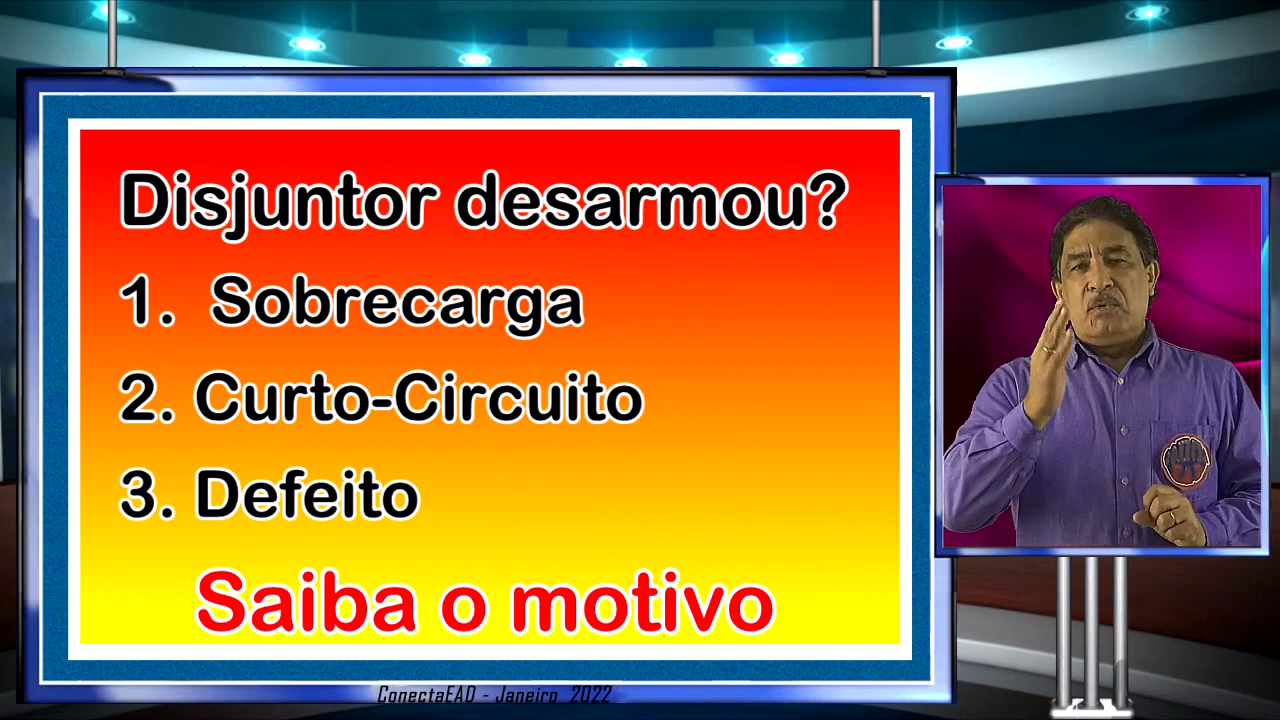 Disjuntor desarmou?
1. Sobrecarga
2. Curto-Circuito
3. Defeito
Saiba o motivo
ConectaEAD - Janeiro 2022